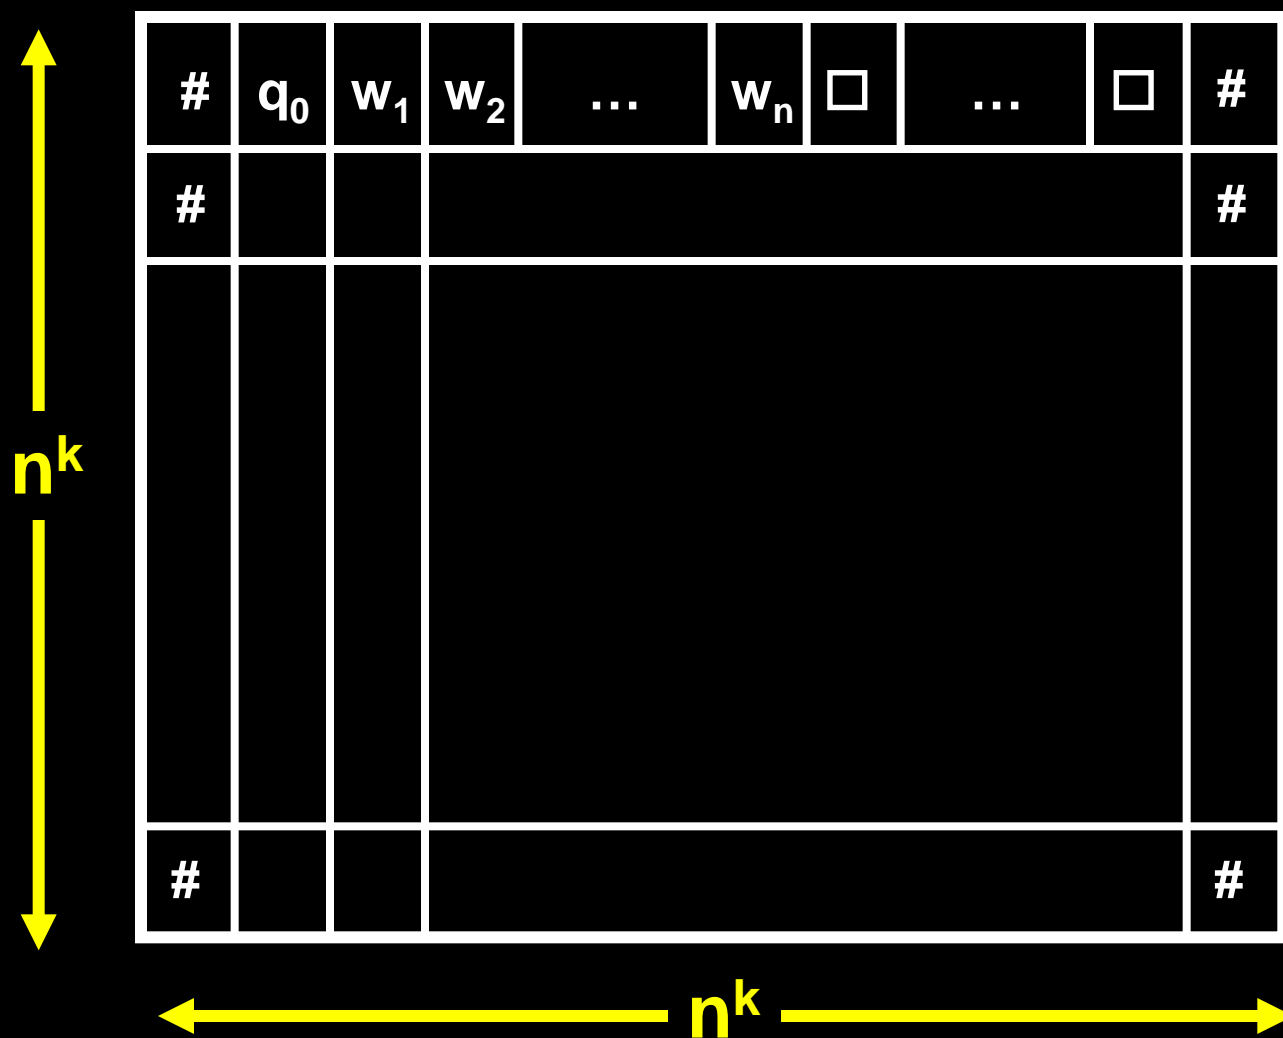 # q₀ w₁ w₂ ... wₙ □ ... □ #
# #
nᵏ
# #
nᵏ